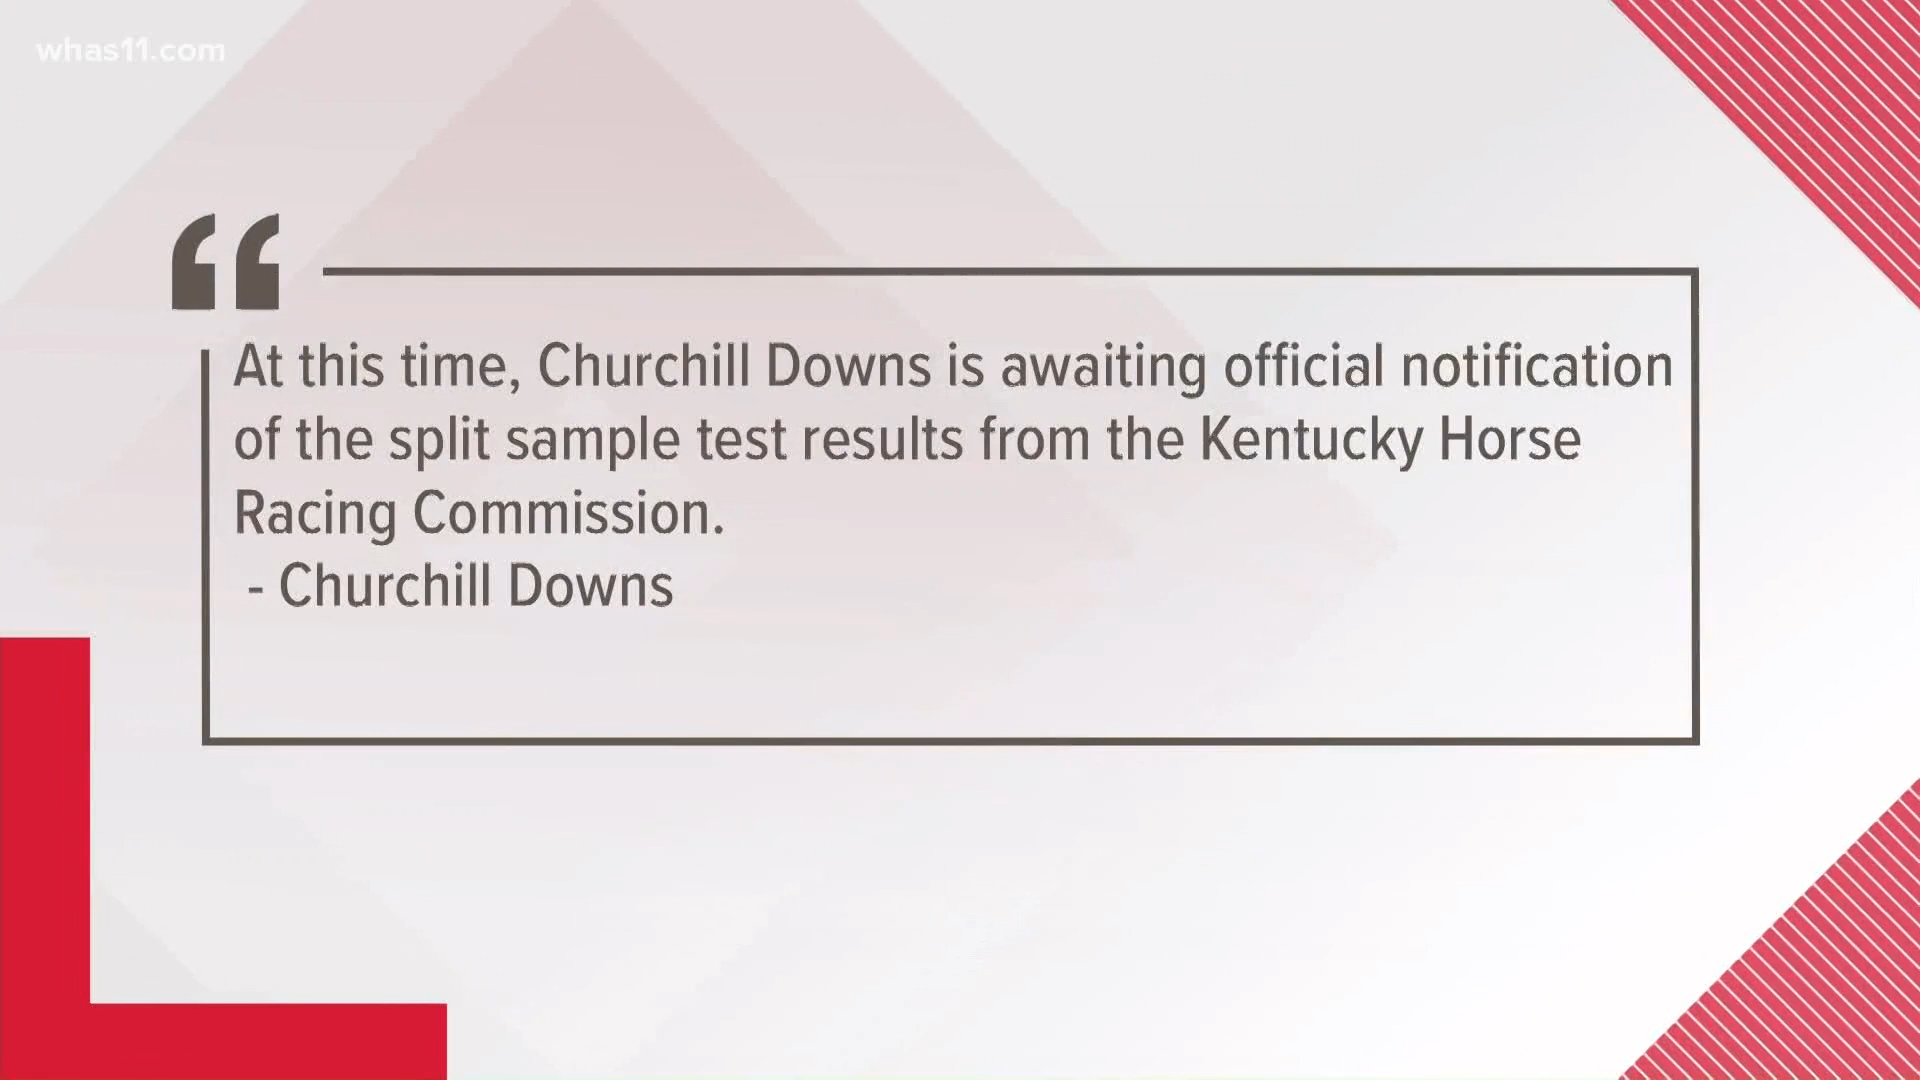 whas11.com
“
At this time, Churchill Downs is awaiting official notification
of the split sample test results from the Kentucky Horse
Racing Commission.
- Churchill Downs